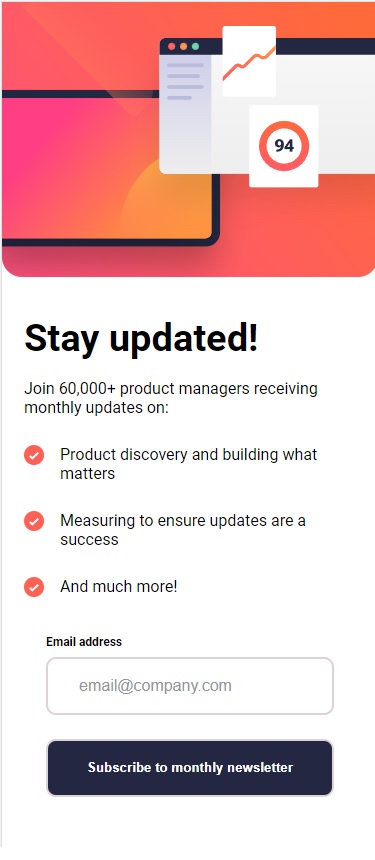 94
Stay updated!
Join 60,000+ product managers receiving
monthly updates on:
Product discovery and building what
matters
Measuring to ensure updates are a
success
And much more!
Email address
email@company.com
Subscribe to monthly newsletter